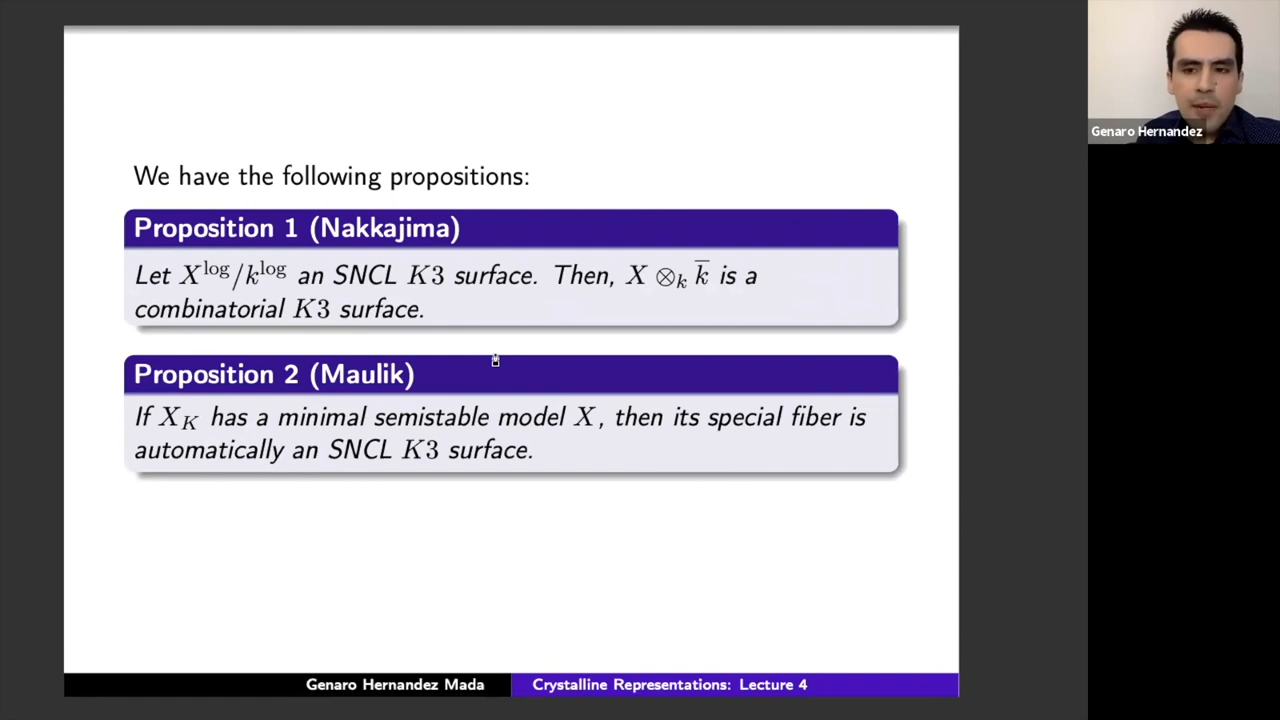 We have the following propositions:
Proposition 1 (Nakkajima)
Let X^log/k^log an SNCL K3 surface. Then, X ⊗_k k̅ is a
combinatorial K3 surface.
Proposition 2 (Maulik)
If X_K has a minimal semistable model X, then its special fiber is
automatically an SNCL K3 surface.
Genaro Hernandez Mada
Crystalline Representations: Lecture 4
Genaro Hernandez